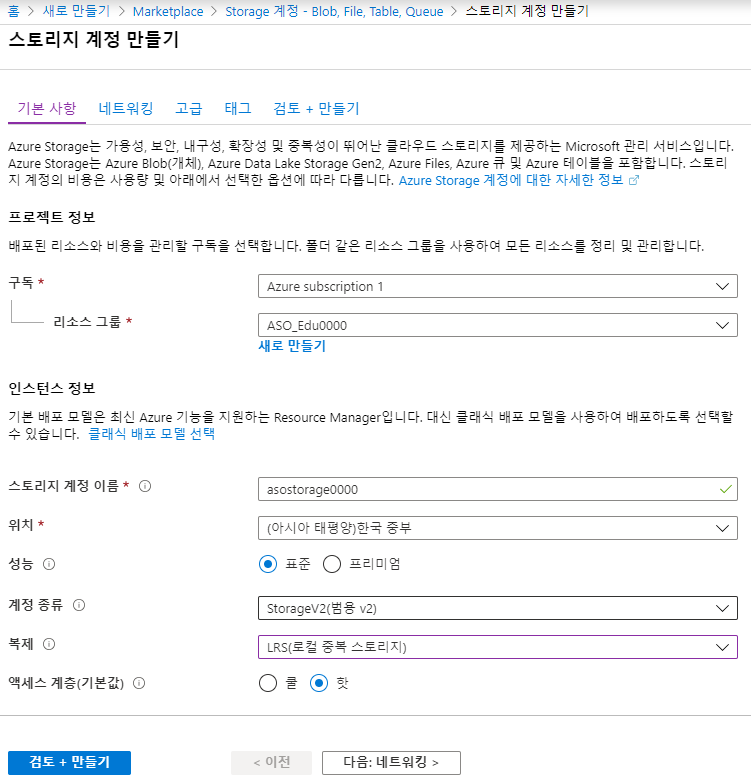 홈 > 새로 만들기 > Marketplace > Storage 계정 - Blob, File, Table, Queue > 스토리지 계정 만들기
스토리지 계정 만들기
기본 사항 네트워킹 고급 태그 검토 + 만들기
Azure Storage는 가용성, 보안, 내구성, 확장성 및 중복성이 뛰어난 클라우드 스토리지를 제공하는 Microsoft 관리 서비스입니다.
Azure Storage는 Azure Blob(개체), Azure Data Lake Storage Gen2, Azure Files, Azure 큐 및 Azure 테이블을 포함합니다. 스토리
지 계정의 비용은 사용량 및 아래에서 선택한 옵션에 따라 다릅니다. Azure Storage 계정에 대한 자세한 정보
프로젝트 정보
배포된 리소스와 비용을 관리할 구독을 선택합니다. 폴더 같은 리소스 그룹을 사용하여 모든 리소스를 정리 및 관리합니다.
구독 * Azure subscription 1
리소스 그룹 * ASO_Edu0000
새로 만들기
인스턴스 정보
기본 배포 모델은 최신 Azure 기능을 지원하는 Resource Manager입니다. 대신 클래식 배포 모델을 사용하여 배포하도록 선택할
수 있습니다. 클래식 배포 모델 선택
스토리지 계정 이름 * asostorage0000
위치 * (아시아 태평양)한국 중부
성능 표준 프리미엄
계정 종류 StorageV2(범용 v2)
복제 LRS(로컬 중복 스토리지)
액세스 계층(기본값) 쿨 핫
검토 + 만들기 < 이전 다음: 네트워킹 >